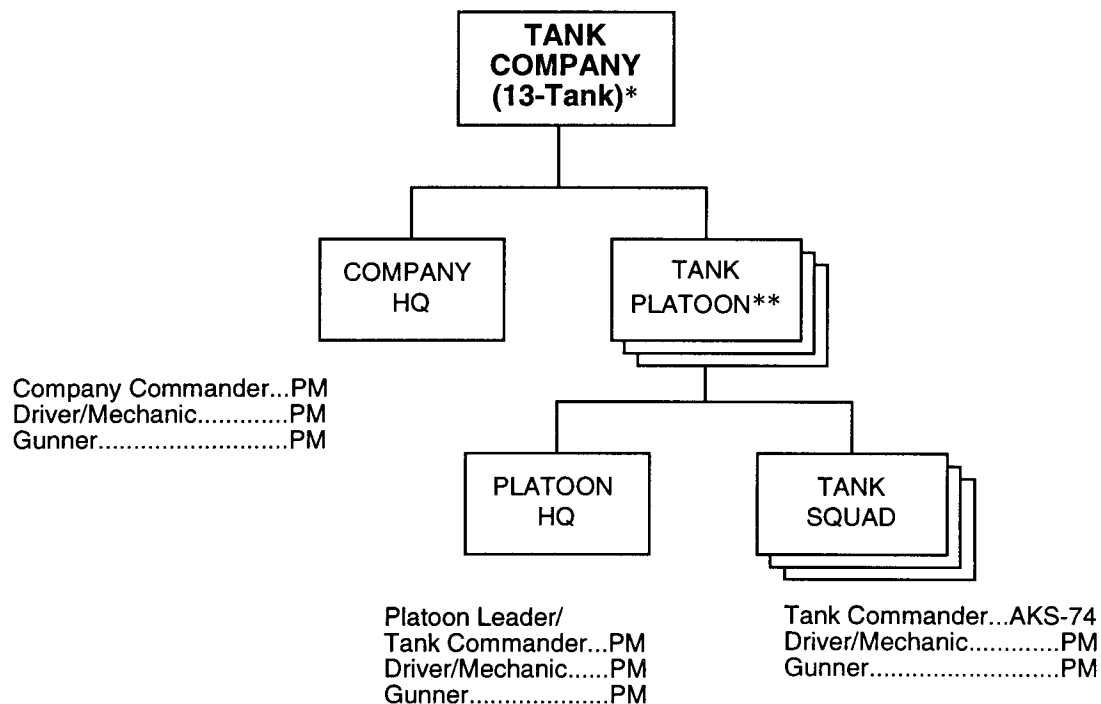 TANK
COMPANY
(13-Tank)*
COMPANY
HQ
TANK
PLATOON**
Company Commander...PM
Driver/Mechanic.............PM
Gunner...........................PM
PLATOON
HQ
TANK
SQUAD
Platoon Leader/
Tank Commander...PM
Driver/Mechanic......PM
Gunner....................PM
Tank Commander...AKS-74
Driver/Mechanic.............PM
Gunner...........................PM